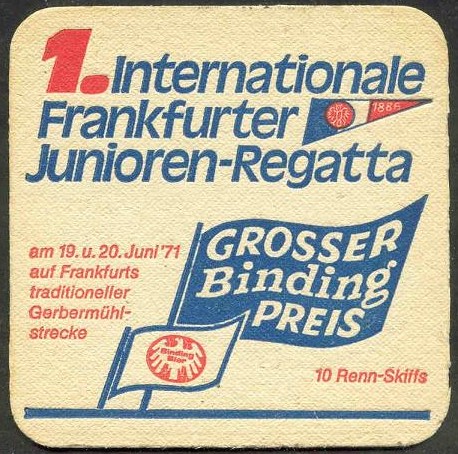 1. Internationale
Frankfurter
1886
Junioren-Regatta
am 19. u. 20. Juni '71
auf Frankfurts
traditioneller
Gerbermühl-
strecke
GROSSER
Binding
PREIS
Binding
Bier
10 Renn-Skiffs